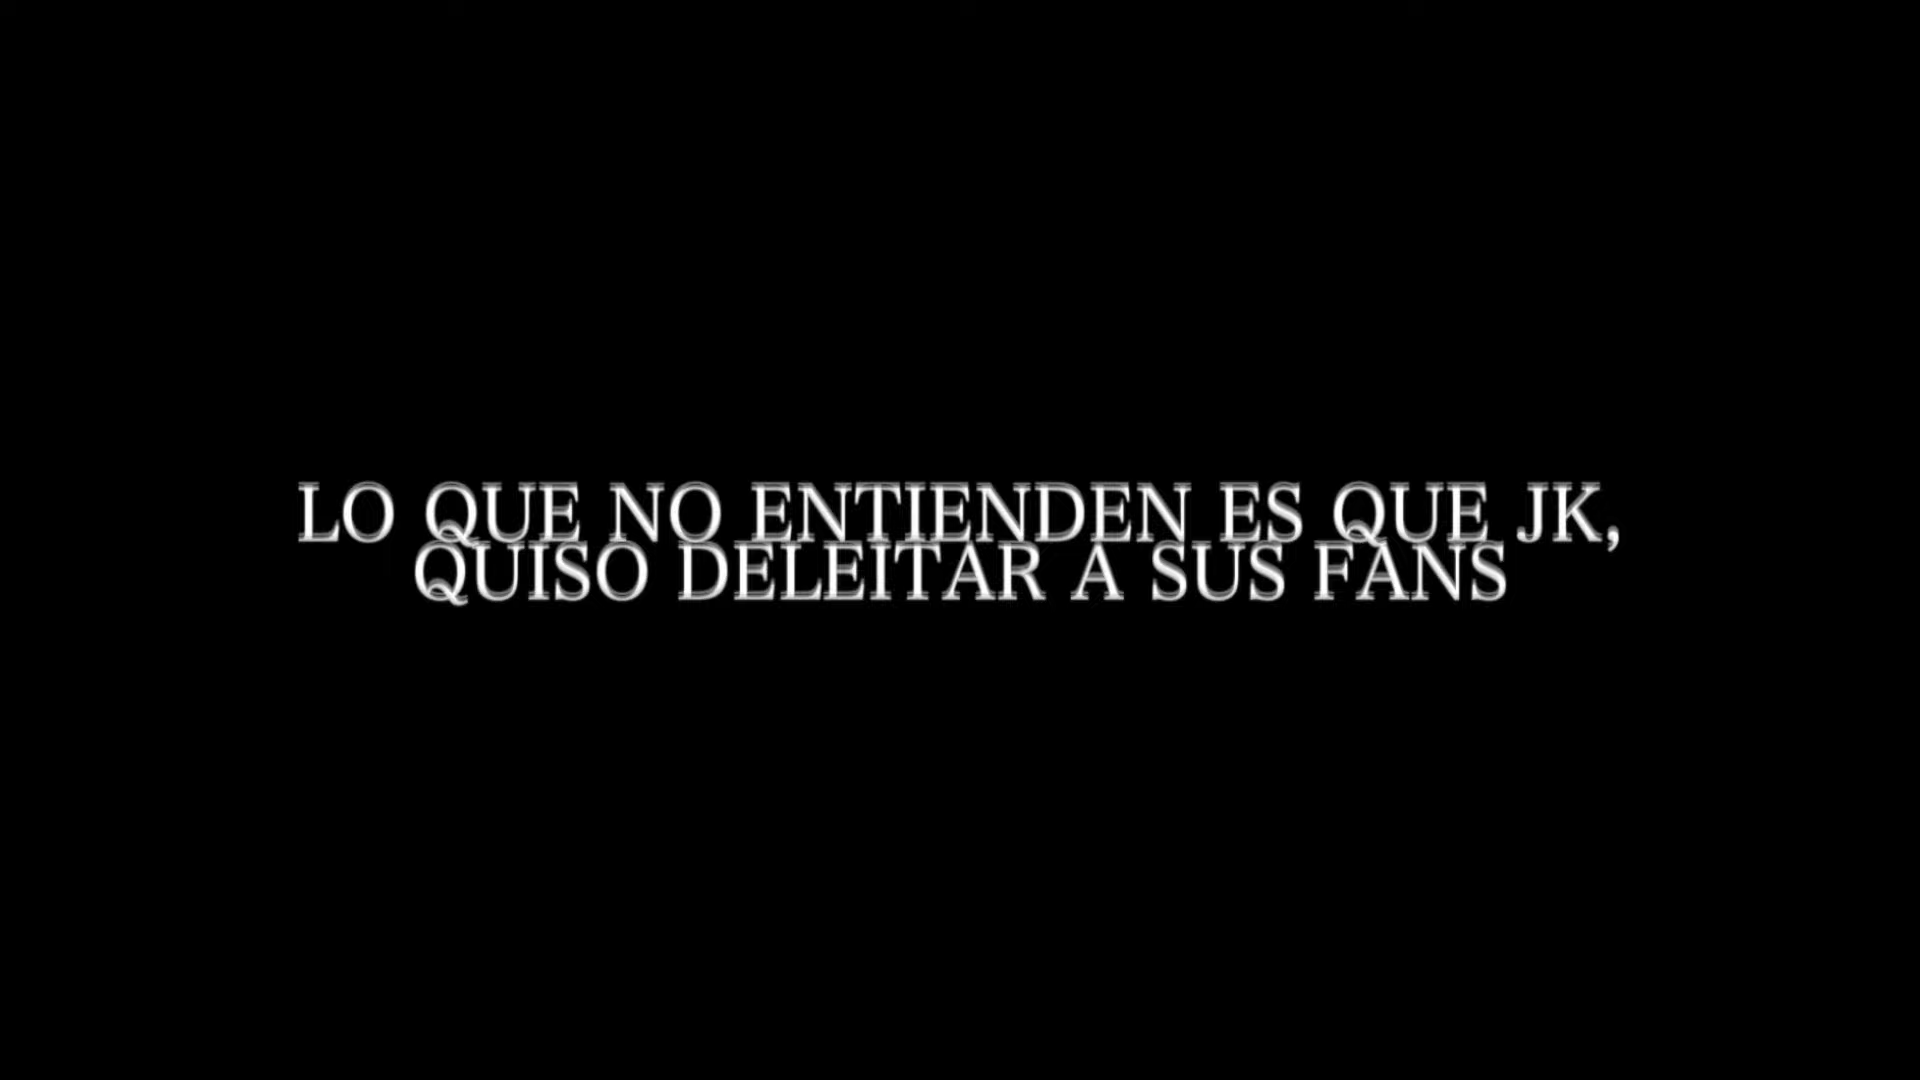 LO QUE NO ENTIENDEN ES QUE JK,
QUISO DELEITAR A SUS FANS